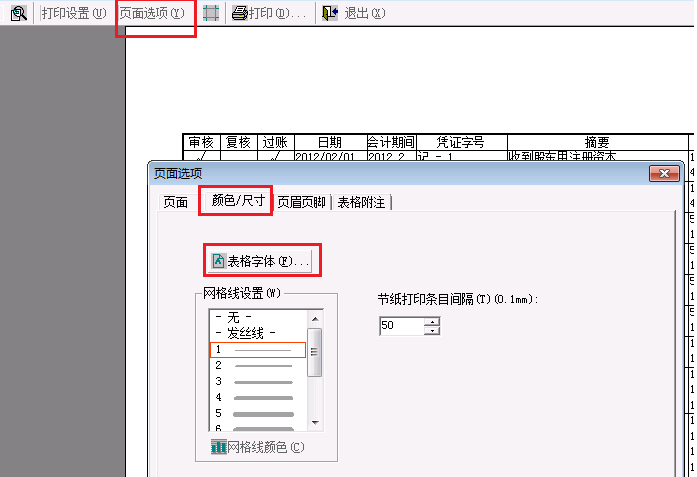 打印设置(U) 页面选项(Y) 打印(D)... 退出(X)
审核 复核 过账 日期 会计期间 凭证字号 摘要
✓ ✓ 2012/02/01 2012.2 记 - 1 收到股东甲注册资本
页面选项
页面 颜色/尺寸 页眉页脚 表格附注
表格字体(F)...
网格线设置(W)
节纸打印条目间隔(T)(0.1mm):
- 无 -
- 发丝线 -
50
1
2
3
4
5
6
网格线颜色(C)